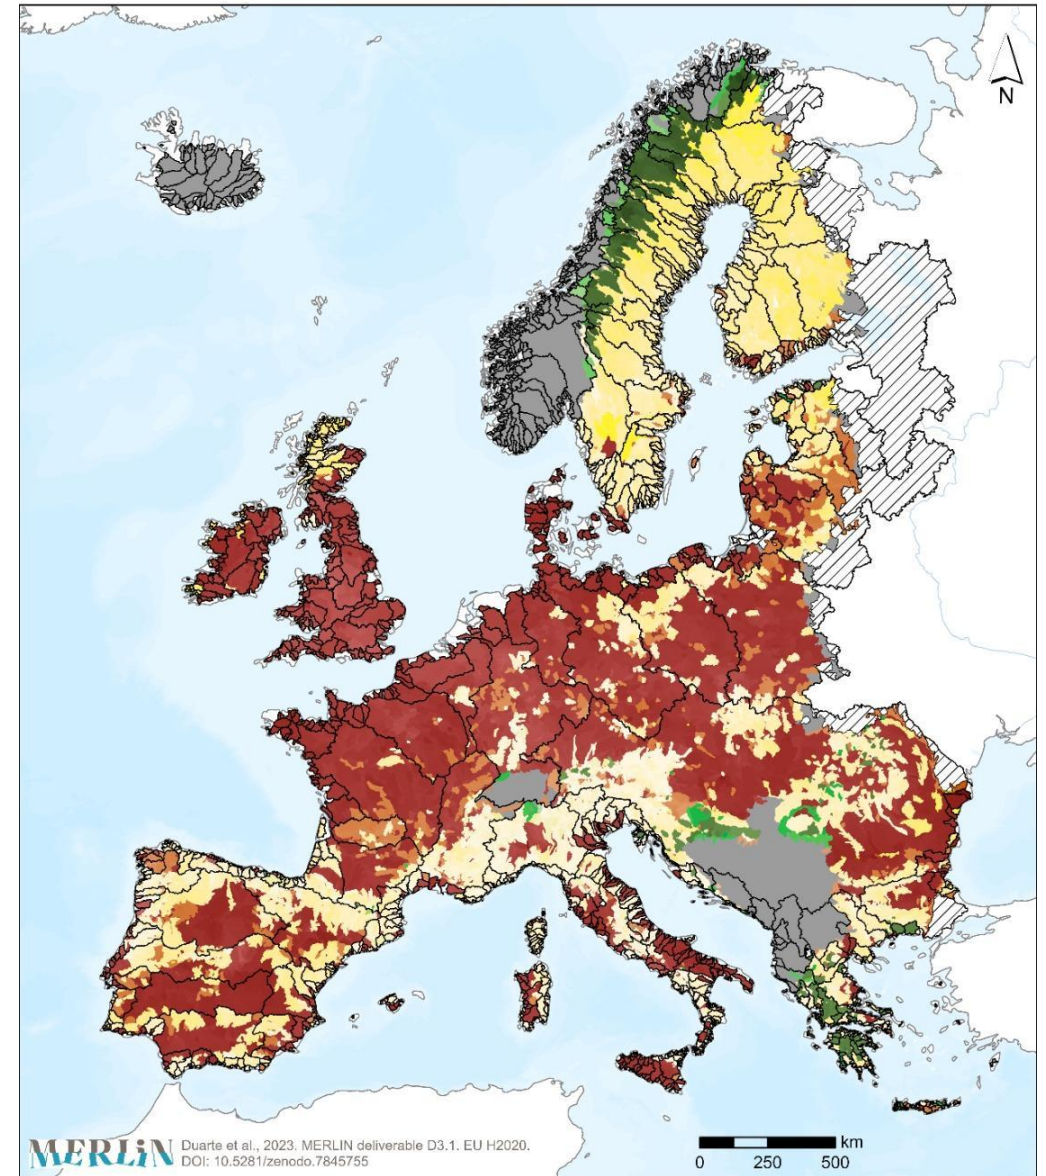 N
MERLiN
Duarte et al., 2023. MERLIN deliverable D3.1. EU H2020.
DOI: 10.5281/zenodo.7845755
km
0 250 500